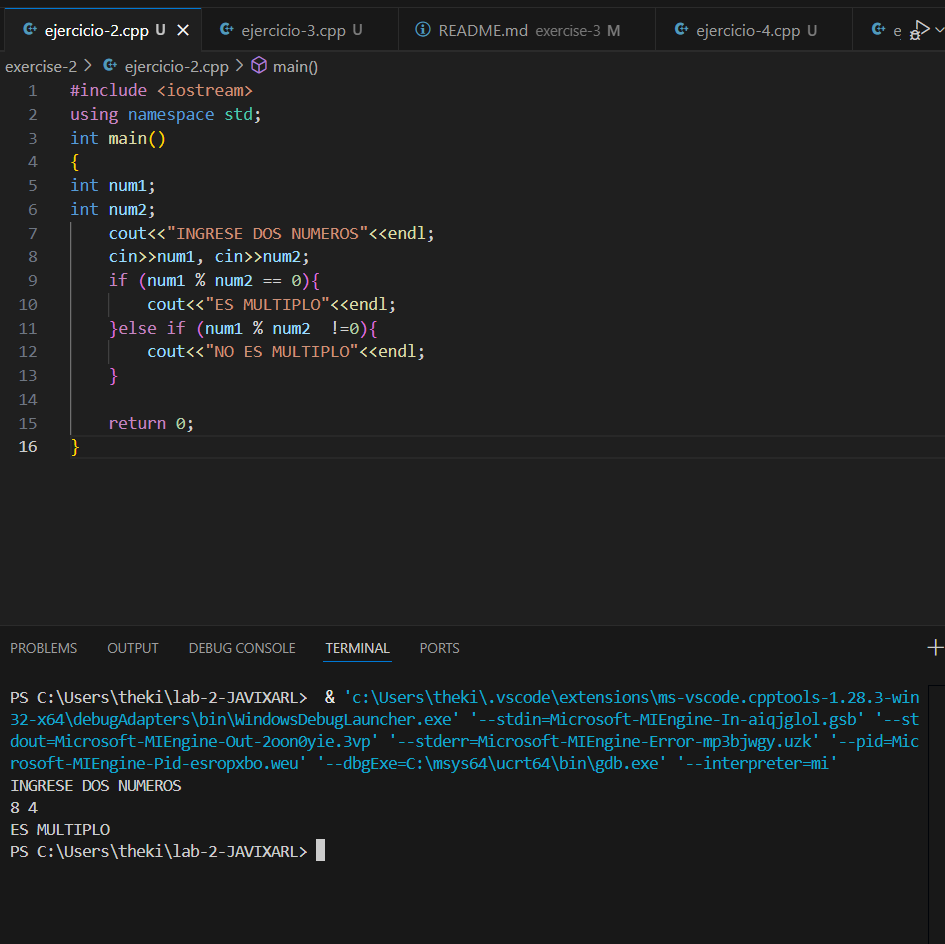 ejercicio-2.cpp U ejercicio-3.cpp U README.md exercise-3 M ejercicio-4.cpp U e
exercise-2 > ejercicio-2.cpp > main()
1 #include <iostream>
2 using namespace std;
3 int main()
4 {
5 int num1;
6 int num2;
7     cout<<"INGRESE DOS NUMEROS"<<endl;
8     cin>>num1, cin>>num2;
9     if (num1 % num2 == 0){
10         cout<<"ES MULTIPLO"<<endl;
11     }else if (num1 % num2  !=0){
12         cout<<"NO ES MULTIPLO"<<endl;
13     }
14
15     return 0;
16 }
PROBLEMS OUTPUT DEBUG CONSOLE TERMINAL PORTS
PS C:\Users\theki\lab-2-JAVIXARL>  & 'c:\Users\theki\.vscode\extensions\ms-vscode.cpptools-1.28.3-win
32-x64\debugAdapters\bin\WindowsDebugLauncher.exe' '--stdin=Microsoft-MIEngine-In-aiqjglol.gsb' '--st
dout=Microsoft-MIEngine-Out-2oon0yie.3vp' '--stderr=Microsoft-MIEngine-Error-mp3bjwgy.uzk' '--pid=Mic
rosoft-MIEngine-Pid-esropxbo.weu' '--dbgExe=C:\msys64\ucrt64\bin\gdb.exe' '--interpreter=mi'
INGRESE DOS NUMEROS
8 4
ES MULTIPLO
PS C:\Users\theki\lab-2-JAVIXARL>